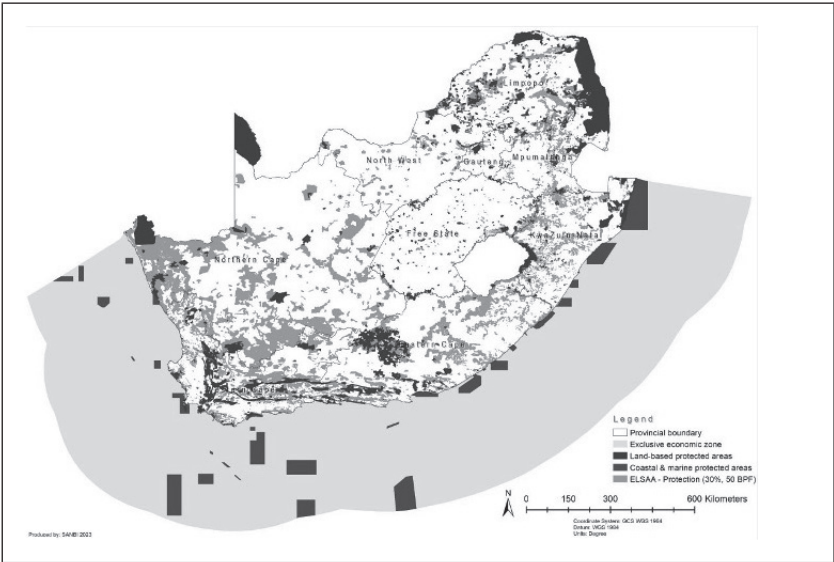 Limpopo
North West
Gauteng
Mpumalanga
Free State
KwaZulu-Natal
Northern Cape
Eastern Cape
Legend
Provincial boundary
Exclusive economic zone
Land-based protected areas
Coastal & marine protected areas
ELSAA - Protection (30%, 50 BPF)
N
0 150 300 600 Kilometers
Coordinate System: GCS WGS 1984
Datum: WGS 1984
Units: Degree
Produced by: SANBI 2023